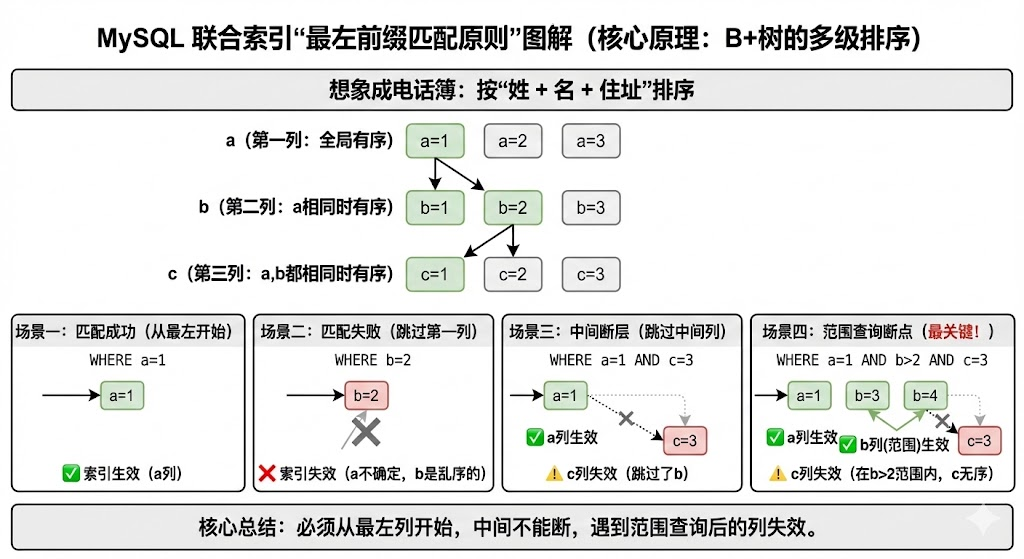 MySQL 联合索引“最左前缀匹配原则”图解（核心原理：B+树的多级排序）
想象成电话簿：按“姓 + 名 + 住址”排序
a（第一列：全局有序） a=1 a=2 a=3
b（第二列：a相同时有序） b=1 b=2 b=3
c（第三列：a,b都相同时有序） c=1 c=2 c=3
场景一：匹配成功（从最左开始）
WHERE a=1
a=1
✅ 索引生效（a列）
场景二：匹配失败（跳过第一列）
WHERE b=2
b=2
❌ 索引失效（a不确定，b是乱序的）
场景三：中间断层（跳过中间列）
WHERE a=1 AND c=3
a=1
✅ a列生效
c=3
⚠️ c列失效（跳过了b）
场景四：范围查询断点（最关键！）
WHERE a=1 AND b>2 AND c=3
a=1 b=3 b=4
✅ a列生效 ✅ b列(范围)生效
c=3
⚠️ c列失效（在b>2范围内，c无序）
核心总结：必须从最左列开始，中间不能断，遇到范围查询后的列失效。